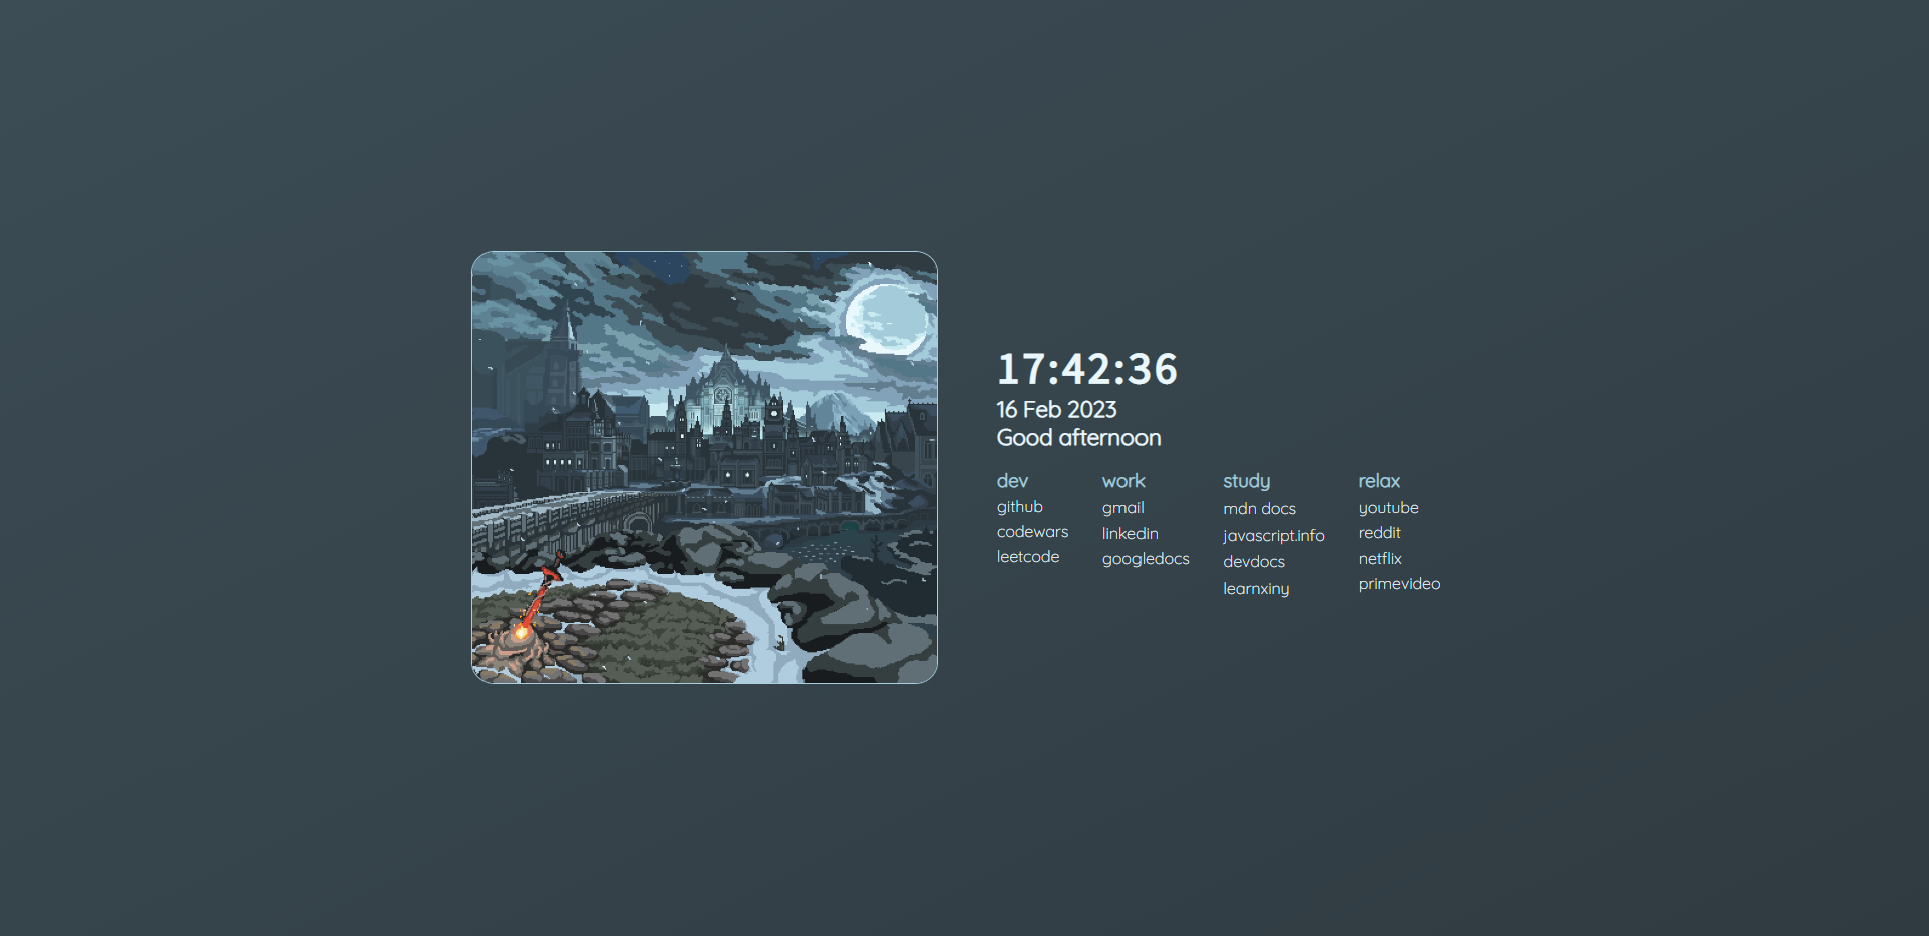 17:42:36
16 Feb 2023
Good afternoon
dev
github
codewars
leetcode
work
gmail
linkedin
googledocs
study
mdn docs
javascript.info
devdocs
learnxiny
relax
youtube
reddit
netflix
primevideo